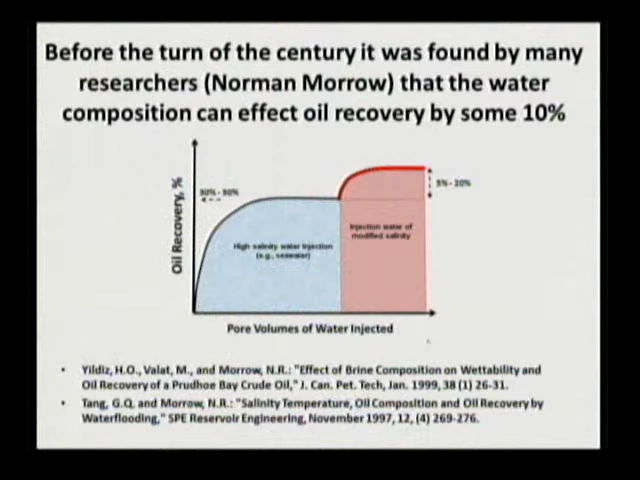 Before the turn of the century it was found by many
researchers (Norman Morrow) that the water
composition can effect oil recovery by some 10%
5% - 20%
Oil Recovery, %
High salinity water injection
(e.g., seawater)
Injection water of
modified salinity
Pore Volumes of Water Injected
• Yildiz, H.O., Valat, M., and Morrow, N.R.: "Effect of Brine Composition on Wettability and
Oil Recovery of a Prudhoe Bay Crude Oil," J. Can. Pet. Tech, Jan. 1999, 38 (1) 26-31.
• Tang, G.Q. and Morrow, N.R.: "Salinity Temperature, Oil Composition and Oil Recovery by
Waterflooding," SPE Reservoir Engineering, November 1997, 12, (4) 269-276.